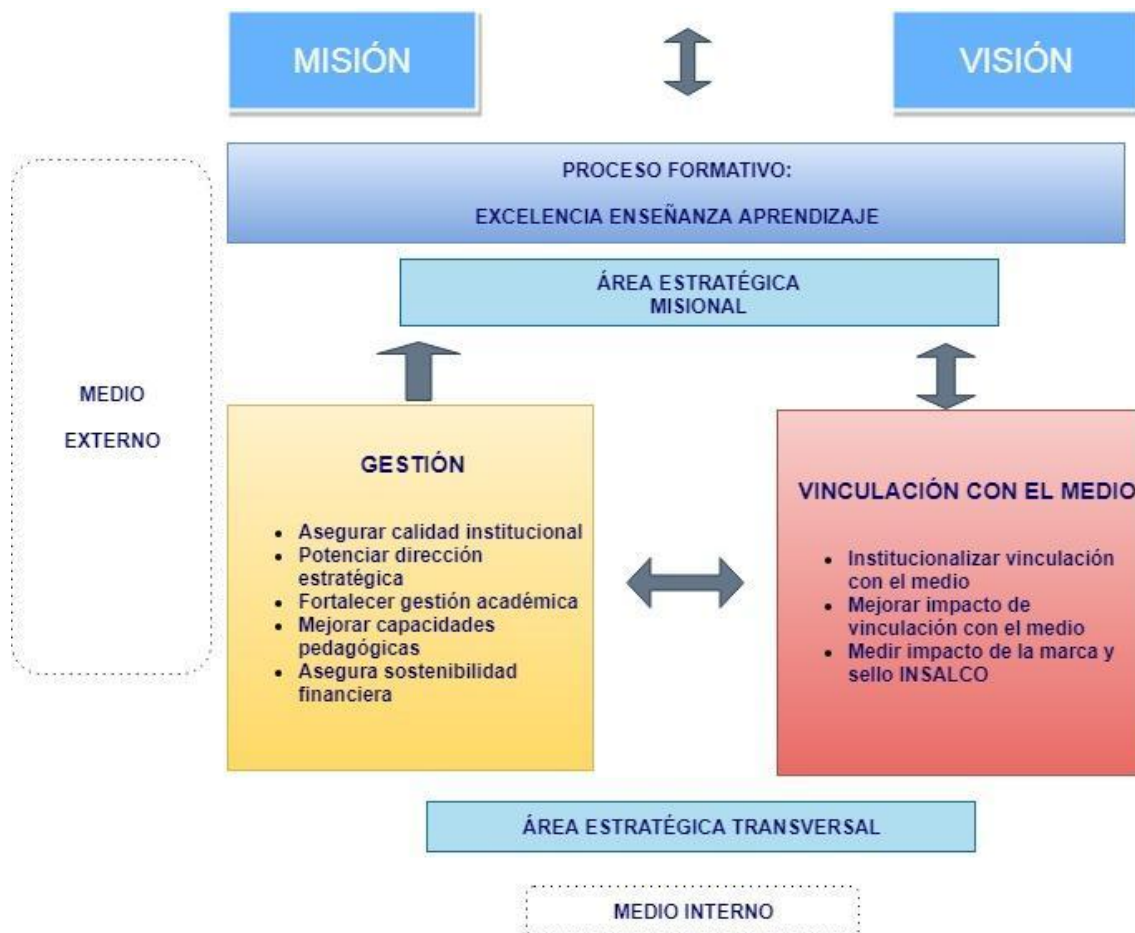 MISIÓN
VISIÓN
PROCESO FORMATIVO:
EXCELENCIA ENSEÑANZA APRENDIZAJE
ÁREA ESTRATÉGICA
MISIONAL
MEDIO
EXTERNO
GESTIÓN
• Asegurar calidad institucional
• Potenciar dirección
estratégica
• Fortalecer gestión académica
• Mejorar capacidades
pedagógicas
• Asegura sostenibilidad
financiera
VINCULACIÓN CON EL MEDIO
• Institucionalizar vinculación
con el medio
• Mejorar impacto de
vinculación con el medio
• Medir impacto de la marca y
sello INSALCO
ÁREA ESTRATÉGICA TRANSVERSAL
MEDIO INTERNO